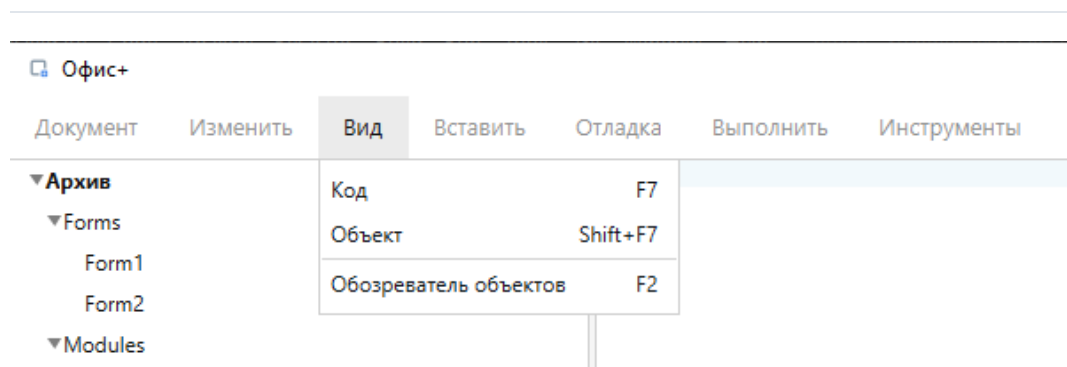 Офис+
Документ Изменить Вид Вставить Отладка Выполнить Инструменты
Архив
Forms
Form1
Form2
Modules
Код F7
Объект Shift+F7
Обозреватель объектов F2